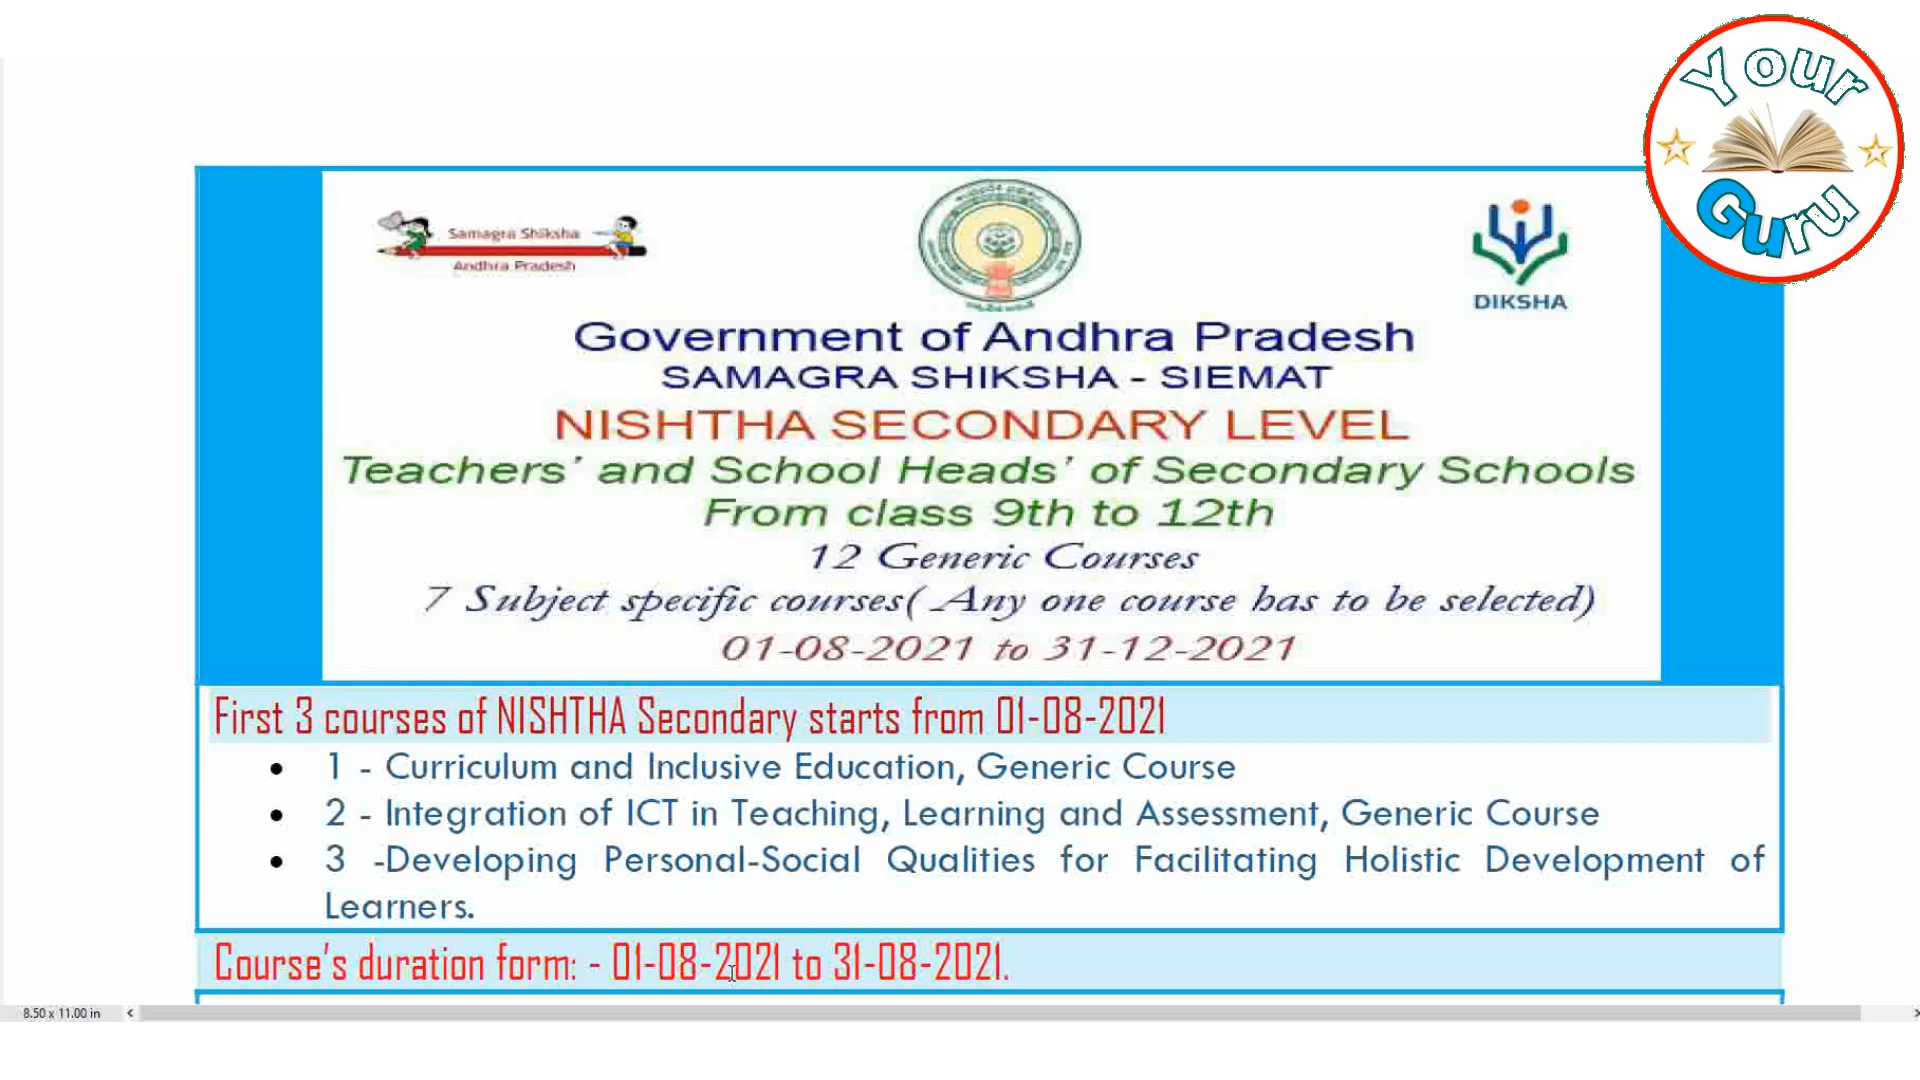 Your
Guru
Samagra Shiksha
Andhra Pradesh
DIKSHA
Government of Andhra Pradesh
SAMAGRA SHIKSHA - SIEMAT
NISHTHA SECONDARY LEVEL
Teachers' and School Heads' of Secondary Schools
From class 9th to 12th
12 Generic Courses
7 Subject specific courses( Any one course has to be selected)
01-08-2021 to 31-12-2021
First 3 courses of NISHTHA Secondary starts from 01-08-2021
• 1 - Curriculum and Inclusive Education, Generic Course
• 2 - Integration of ICT in Teaching, Learning and Assessment, Generic Course
• 3 -Developing Personal-Social Qualities for Facilitating Holistic Development of
Learners.
Course's duration form: - 01-08-2021 to 31-08-2021.
8.50 x 11.00 in